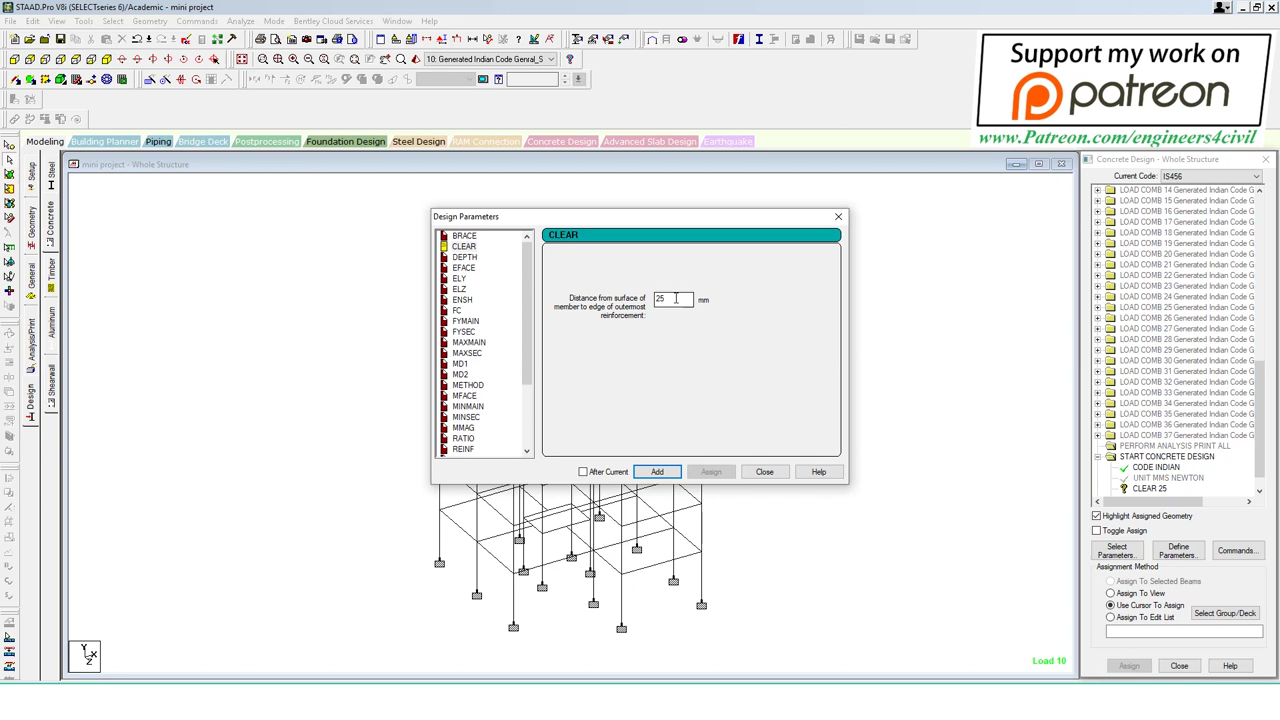 STAAD.Pro V8i (SELECTseries 6)/Academic - mini project
File Edit View Tools Select Geometry Commands Analyze Mode Bentley Cloud Services Window Help
10: Generated Indian Code Genral_S
Support my work on
patreon
www.Patreon.com/engineers4civil
Modeling Building Planner Piping Bridge Deck Postprocessing Foundation Design Steel Design RAM Connection Concrete Design Advanced Slab Design Earthquake
mini project - Whole Structure
Setup
Geometry
General
Analysis/Print
Design
Steel
Concrete
Timber
Aluminum
Shearwall
Design Parameters
BRACE
CLEAR
DEPTH
EFACE
ELY
ELZ
ENSH
FC
FYMAIN
FYSEC
MAXMAIN
MAXSEC
MD1
MD2
METHOD
MFACE
MINMAIN
MINSEC
MMAG
RATIO
REINF
CLEAR
Distance from surface of
member to edge of outermost
reinforcement:
25 mm
After Current Add Assign Close Help
Y
X
Z
Load 10
Concrete Design - Whole Structure
Current Code: IS456
LOAD COMB 14 Generated Indian Code G
LOAD COMB 15 Generated Indian Code G
LOAD COMB 16 Generated Indian Code G
LOAD COMB 17 Generated Indian Code G
LOAD COMB 18 Generated Indian Code G
LOAD COMB 19 Generated Indian Code G
LOAD COMB 20 Generated Indian Code G
LOAD COMB 21 Generated Indian Code G
LOAD COMB 22 Generated Indian Code G
LOAD COMB 23 Generated Indian Code G
LOAD COMB 24 Generated Indian Code G
LOAD COMB 25 Generated Indian Code G
LOAD COMB 26 Generated Indian Code G
LOAD COMB 27 Generated Indian Code G
LOAD COMB 28 Generated Indian Code G
LOAD COMB 29 Generated Indian Code G
LOAD COMB 30 Generated Indian Code G
LOAD COMB 31 Generated Indian Code G
LOAD COMB 32 Generated Indian Code G
LOAD COMB 33 Generated Indian Code G
LOAD COMB 34 Generated Indian Code G
LOAD COMB 35 Generated Indian Code G
LOAD COMB 36 Generated Indian Code G
LOAD COMB 37 Generated Indian Code G
PERFORM ANALYSIS PRINT ALL
START CONCRETE DESIGN
CODE INDIAN
UNIT MMS NEWTON
CLEAR 25
Highlight Assigned Geometry
Toggle Assign
Select Parameters.. Define Parameters.. Commands...
Assignment Method
Assign To Selected Beams
Assign To View
Use Cursor To Assign
Select Group/Deck
Assign To Edit List
Assign Close Help